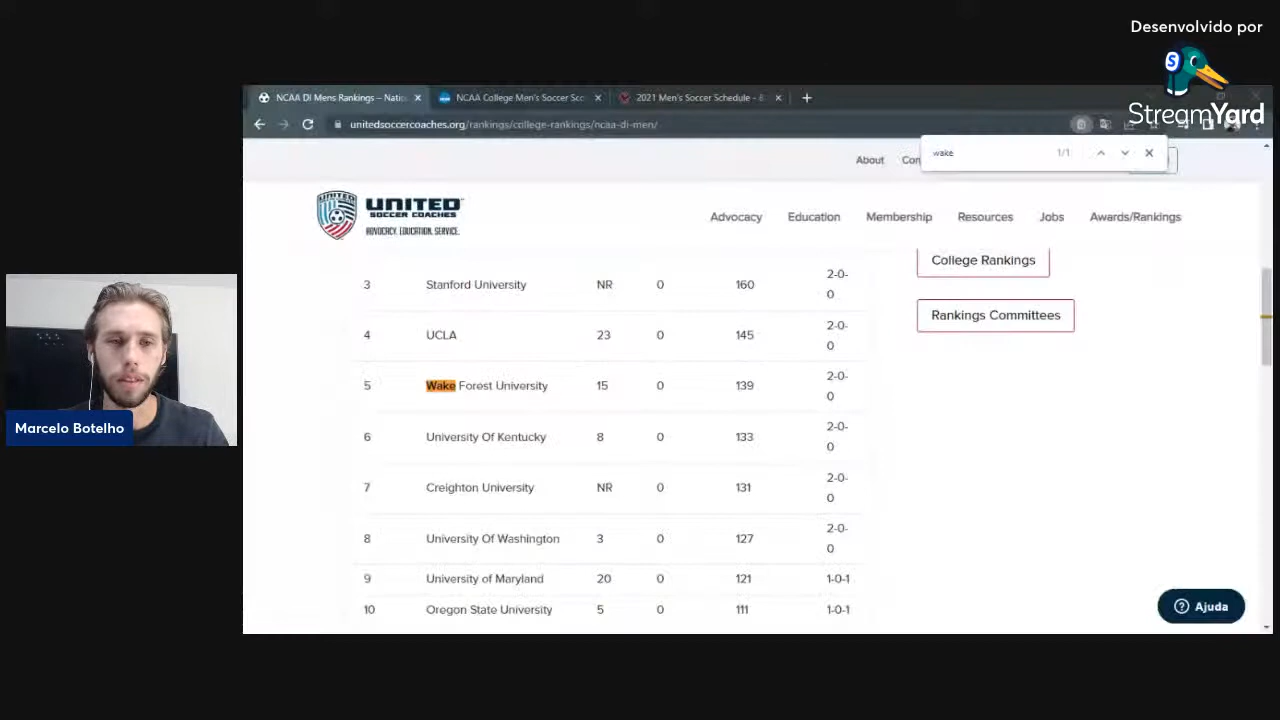 Desenvolvido por
StreamYard
NCAA DI Mens Rankings – Natio
NCAA College Men's Soccer Sco
2021 Men's Soccer Schedule -
unitedsoccercoaches.org/rankings/college-rankings/ncaa-di-men/
wake 1/1
About
UNITED
SOCCER COACHES
ADVOCACY. EDUCATION. SERVICE.
Advocacy Education Membership Resources Jobs Awards/Rankings
College Rankings
Rankings Committees
3 Stanford University NR 0 160 2-0-
0
4 UCLA 23 0 145 2-0-
0
5 Wake Forest University 15 0 139 2-0-
0
6 University Of Kentucky 8 0 133 2-0-
0
7 Creighton University NR 0 131 2-0-
0
8 University Of Washington 3 0 127 2-0-
0
9 University of Maryland 20 0 121 1-0-1
10 Oregon State University 5 0 111 1-0-1
Ajuda
Marcelo Botelho